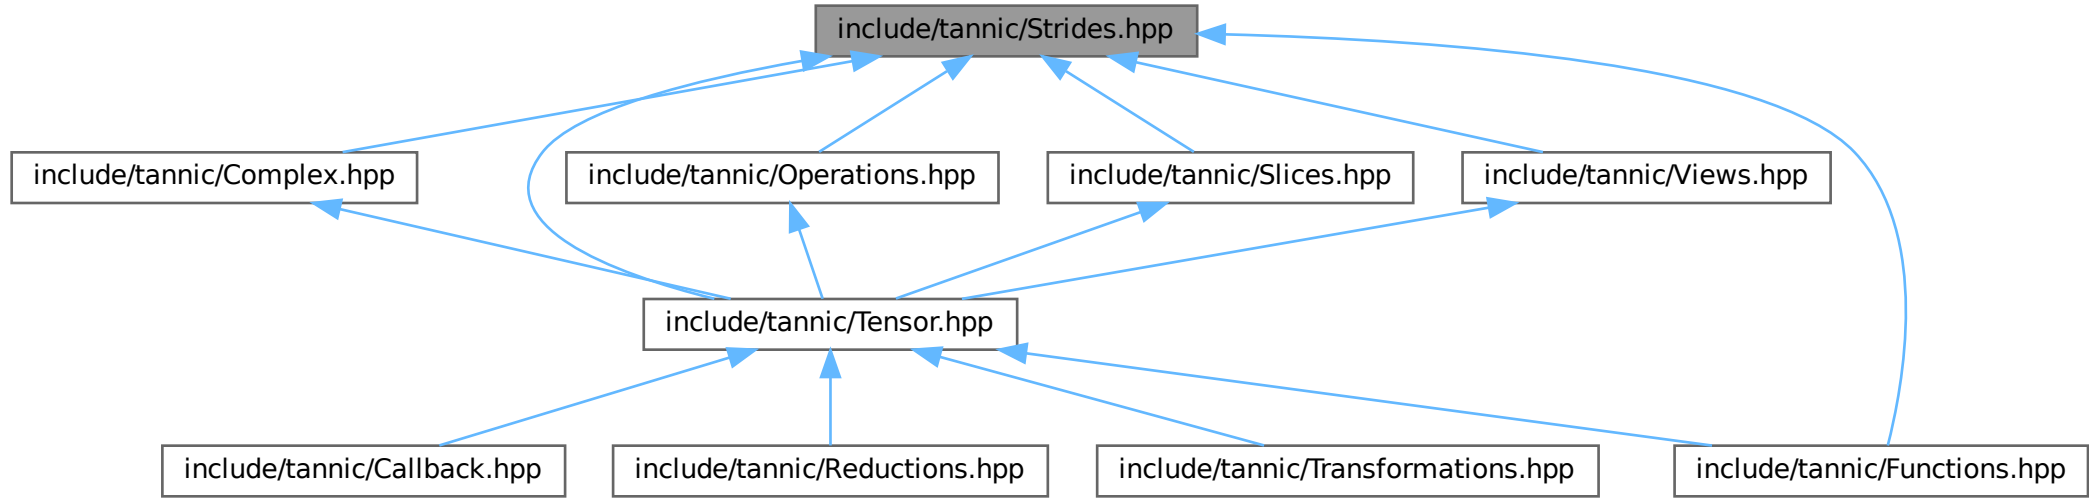 include/tannic/Strides.hpp
include/tannic/Complex.hpp
include/tannic/Operations.hpp
include/tannic/Slices.hpp
include/tannic/Views.hpp
include/tannic/Tensor.hpp
include/tannic/Callback.hpp
include/tannic/Reductions.hpp
include/tannic/Transformations.hpp
include/tannic/Functions.hpp